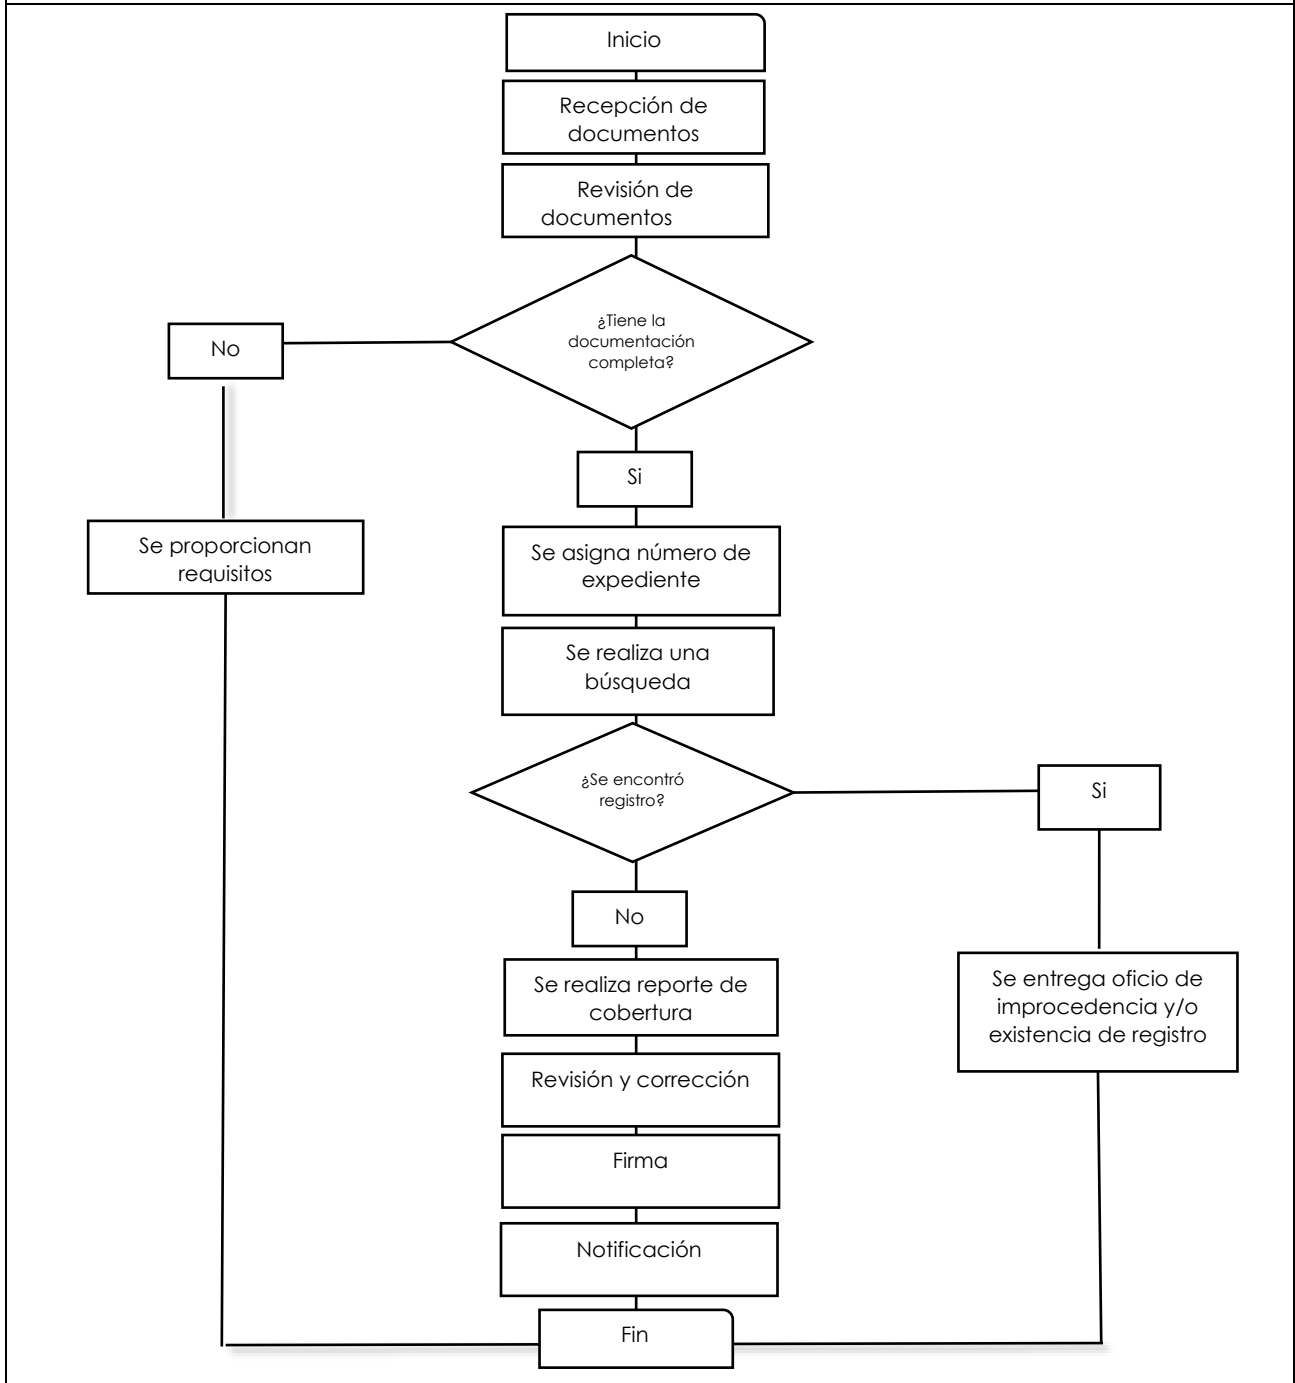 Inicio
Recepción de
documentos
Revisión de
documentos
¿Tiene la
documentación
completa?
No
Si
Se proporcionan
requisitos
Se asigna número de
expediente
Se realiza una
búsqueda
¿Se encontró
registro?
Si
No
Se realiza reporte de
cobertura
Se entrega oficio de
improcedencia y/o
existencia de registro
Revisión y corrección
Firma
Notificación
Fin